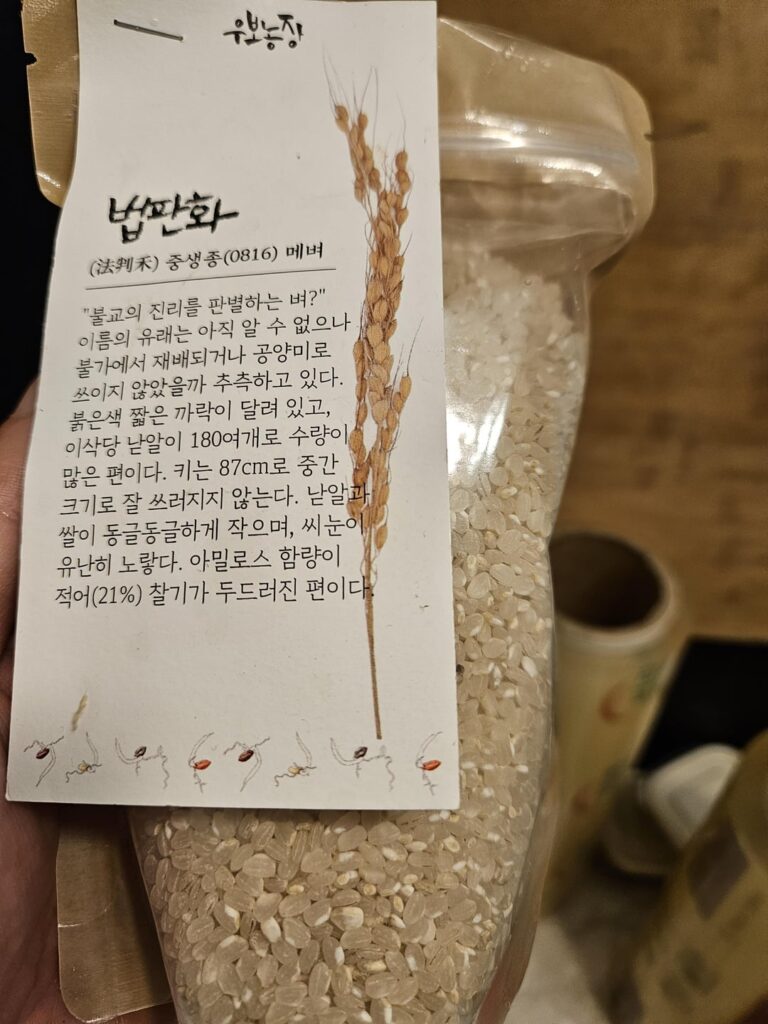 우보농장
법판화
(法判禾) 중생종(0816) 메벼
"불교의 진리를 판별하는 벼?"
이름의 유래는 아직 알 수 없으나
불가에서 재배되거나 공양미로
쓰이지 않았을까 추측하고 있다.
붉은색 짧은 까락이 달려 있고,
이삭당 낟알이 180여개로 수량이
많은 편이다. 키는 87cm로 중간
크기로 잘 쓰러지지 않는다. 낟알과
쌀이 동글동글하게 작으며, 씨눈이
유난히 노랗다. 아밀로스 함량이
적어(21%) 찰기가 두드러진 편이다.